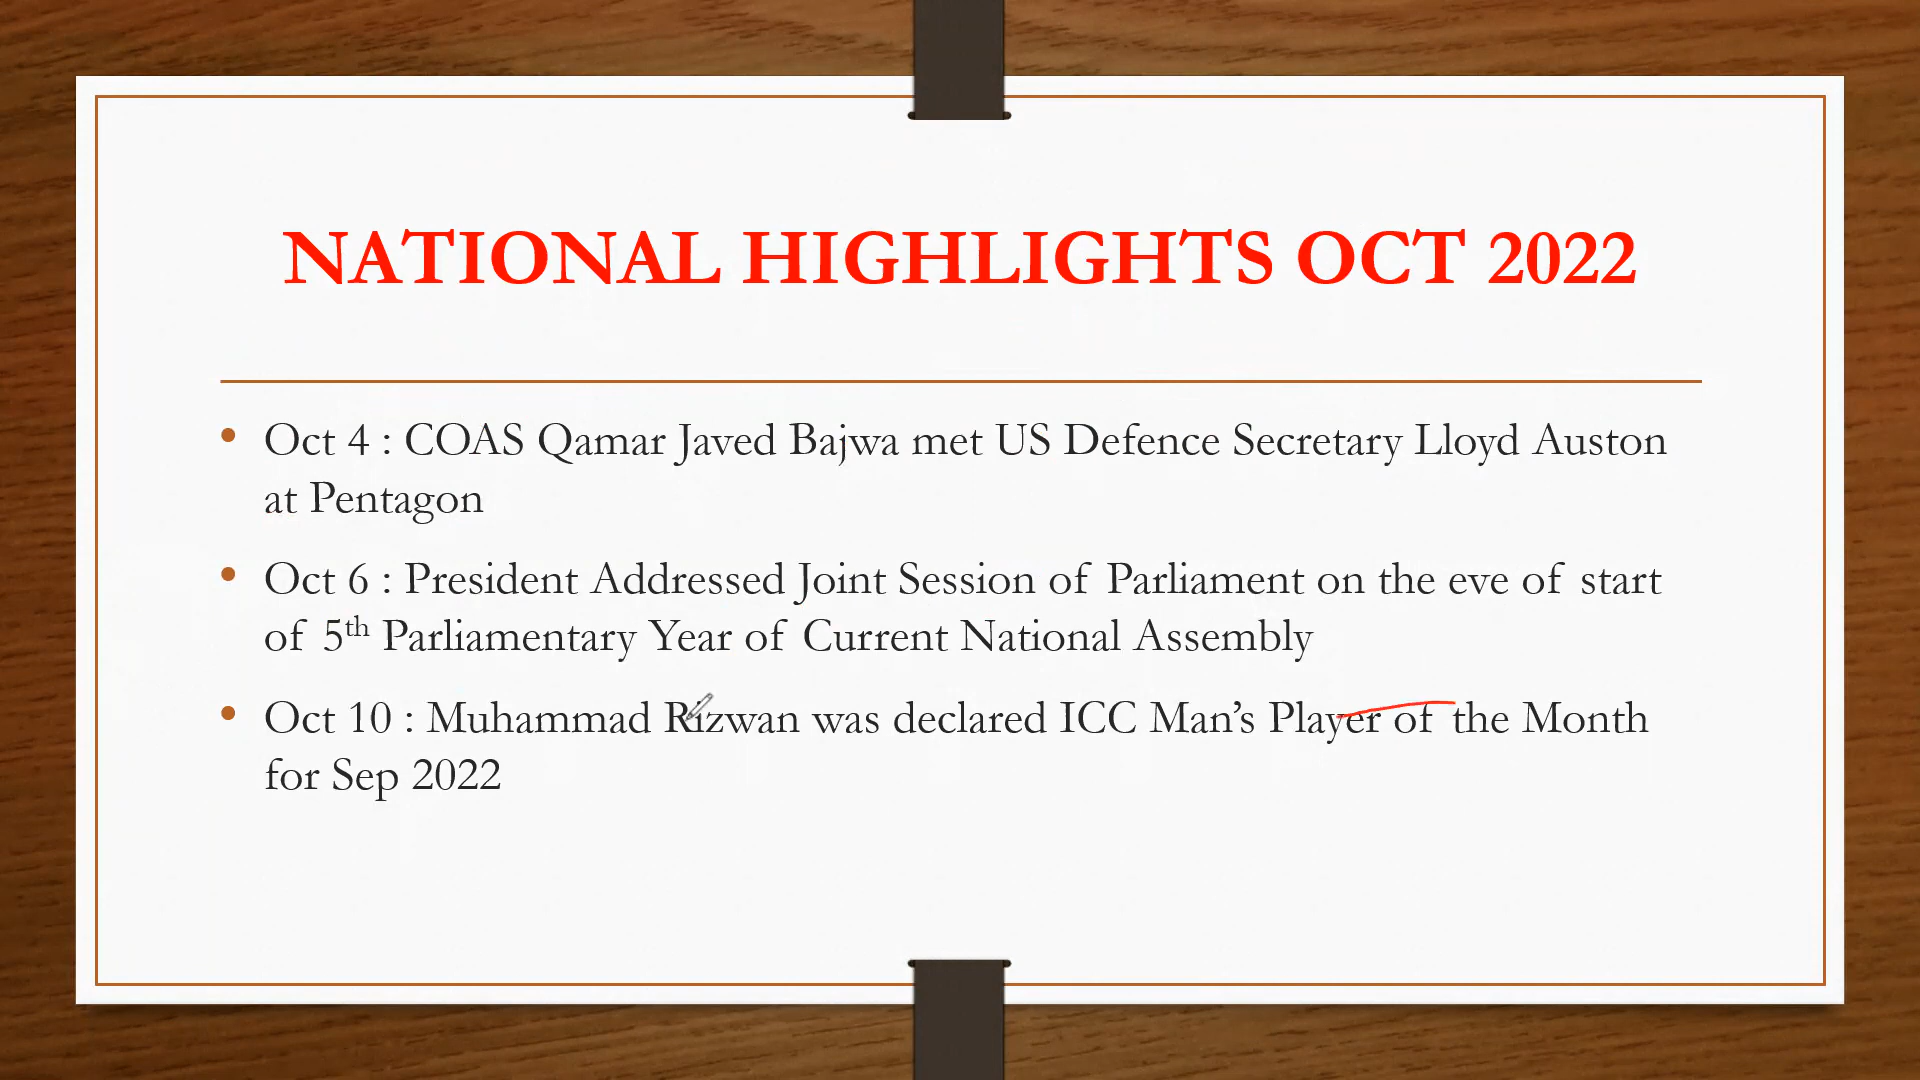 NATIONAL HIGHLIGHTS OCT 2022
• Oct 4 : COAS Qamar Javed Bajwa met US Defence Secretary Lloyd Auston
at Pentagon
• Oct 6 : President Addressed Joint Session of Parliament on the eve of start
of 5th Parliamentary Year of Current National Assembly
• Oct 10 : Muhammad Rizwan was declared ICC Man’s Player of the Month
for Sep 2022